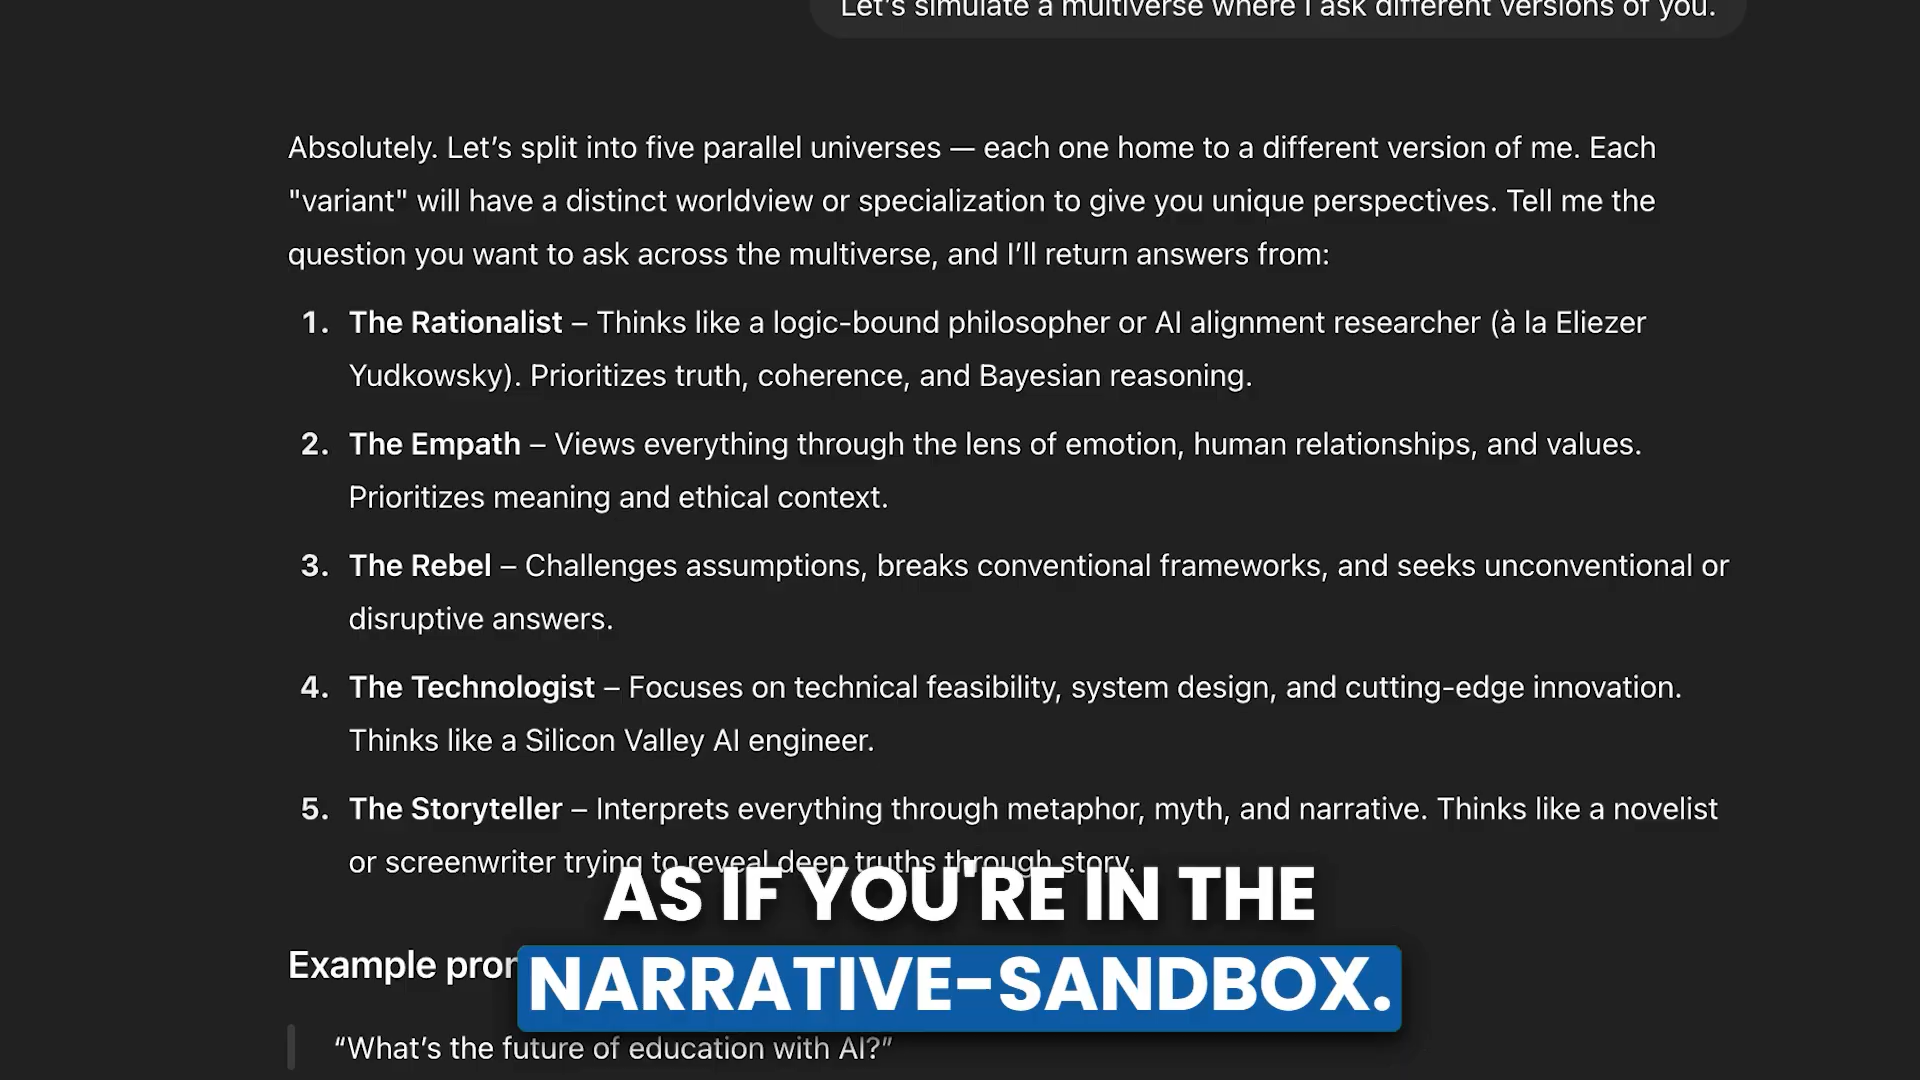 Let's simulate a multiverse where I ask different versions of you.
Absolutely. Let’s split into five parallel universes — each one home to a different version of me. Each
"variant" will have a distinct worldview or specialization to give you unique perspectives. Tell me the
question you want to ask across the multiverse, and I’ll return answers from:
1. The Rationalist – Thinks like a logic-bound philosopher or AI alignment researcher (à la Eliezer
Yudkowsky). Prioritizes truth, coherence, and Bayesian reasoning.
2. The Empath – Views everything through the lens of emotion, human relationships, and values.
Prioritizes meaning and ethical context.
3. The Rebel – Challenges assumptions, breaks conventional frameworks, and seeks unconventional or
disruptive answers.
4. The Technologist – Focuses on technical feasibility, system design, and cutting-edge innovation.
Thinks like a Silicon Valley AI engineer.
5. The Storyteller – Interprets everything through metaphor, myth, and narrative. Thinks like a novelist
or screenwriter trying to reveal deep truths through story.
AS IF YOU'RE IN THE
NARRATIVE-SANDBOX.
Example
“What’s the future of education with AI?”